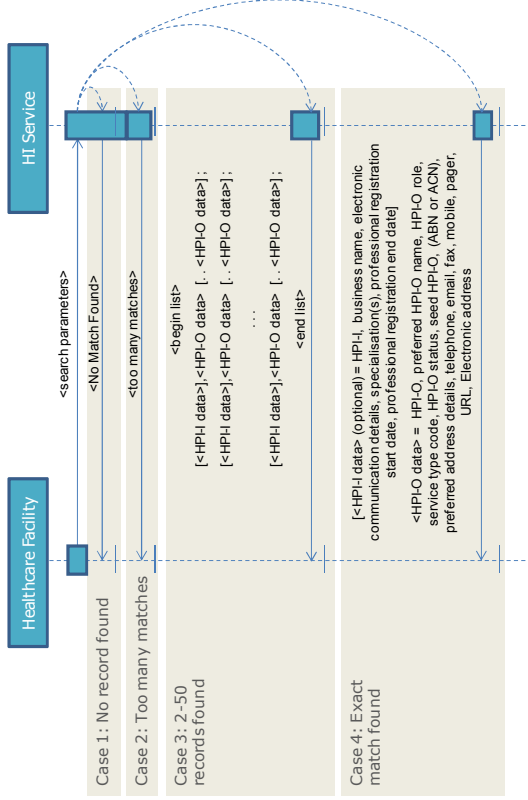 Healthcare Facility
HI Service
<search parameters>
Case 1: No record found
<No Match Found>
Case 2: Too many matches
<too many matches>
Case 3: 2-50
records found
<begin list>
[<HPI-I data>],<HPI-O data> [. . <HPI-O data>] ;
[<HPI-I data>],<HPI-O data> [. . <HPI-O data>] ;
. . .
[<HPI-I data>],<HPI-O data> [. . <HPI-O data>] ;
<end list>
Case 4: Exact
match found
[<HPI-I data> (optional) = HPI-I, business name, electronic
communication details, specialisation(s), professional registration
start date, professional registration end date]
<HPI-O data> = HPI-O, preferred HPI-O name, HPI-O role,
service type code, HPI-O status, seed HPI-O, (ABN or ACN),
preferred address details, telephone, email, fax, mobile, pager,
URL, Electronic address